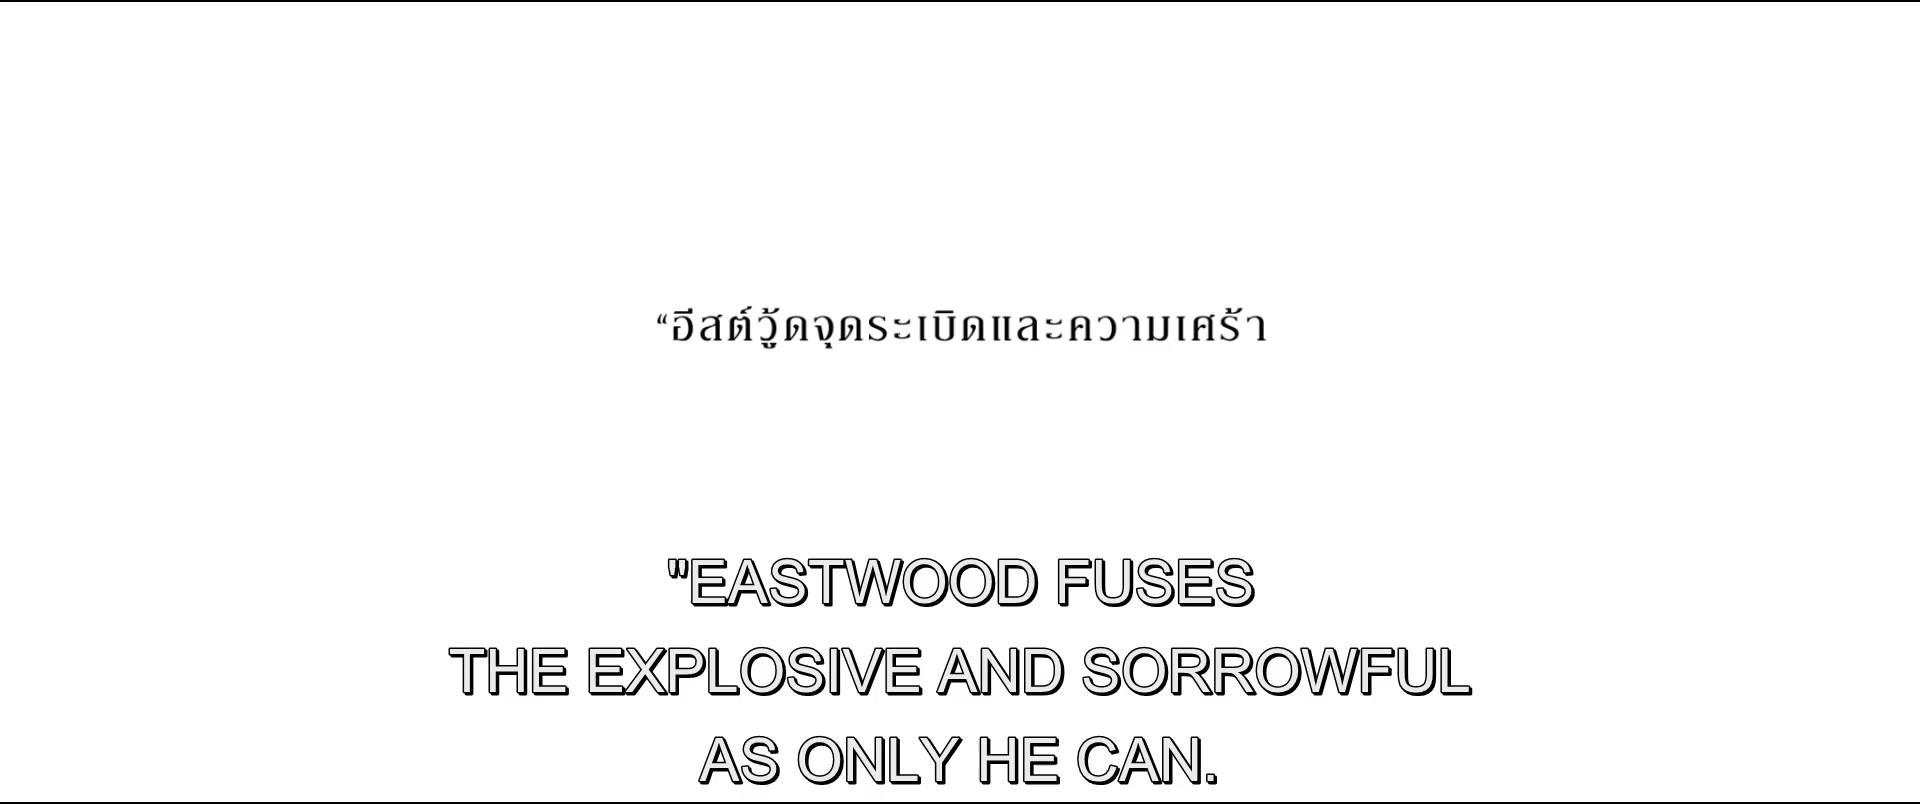 “อีสต์วู้ดจุดระเบิดและความเศร้า
"EASTWOOD FUSES
THE EXPLOSIVE AND SORROWFUL
AS ONLY HE CAN.